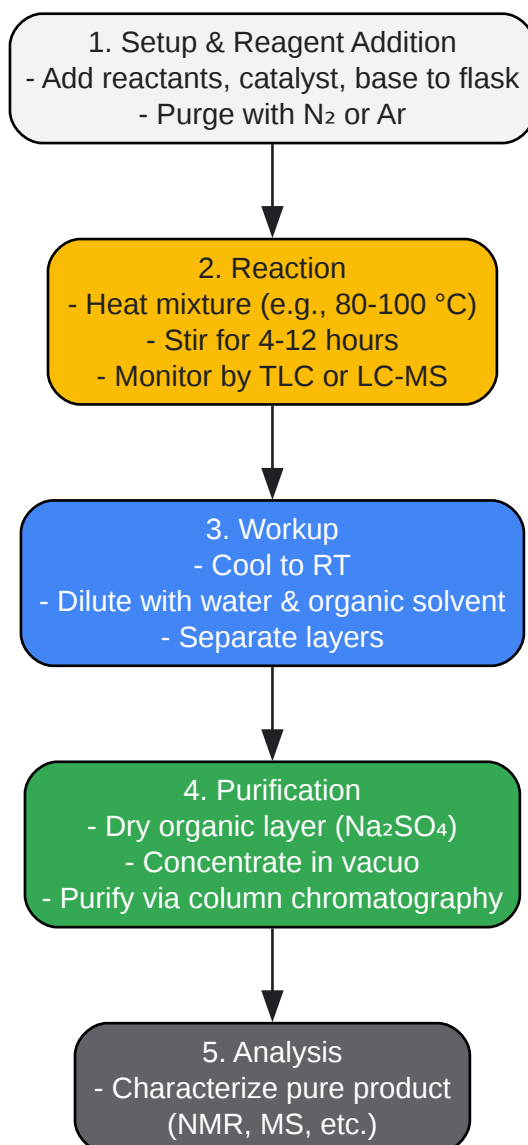 1. Setup & Reagent Addition
- Add reactants, catalyst, base to flask
- Purge with N₂ or Ar
2. Reaction
- Heat mixture (e.g., 80-100 °C)
- Stir for 4-12 hours
- Monitor by TLC or LC-MS
3. Workup
- Cool to RT
- Dilute with water & organic solvent
- Separate layers
4. Purification
- Dry organic layer (Na₂SO₄)
- Concentrate in vacuo
- Purify via column chromatography
5. Analysis
- Characterize pure product
(NMR, MS, etc.)